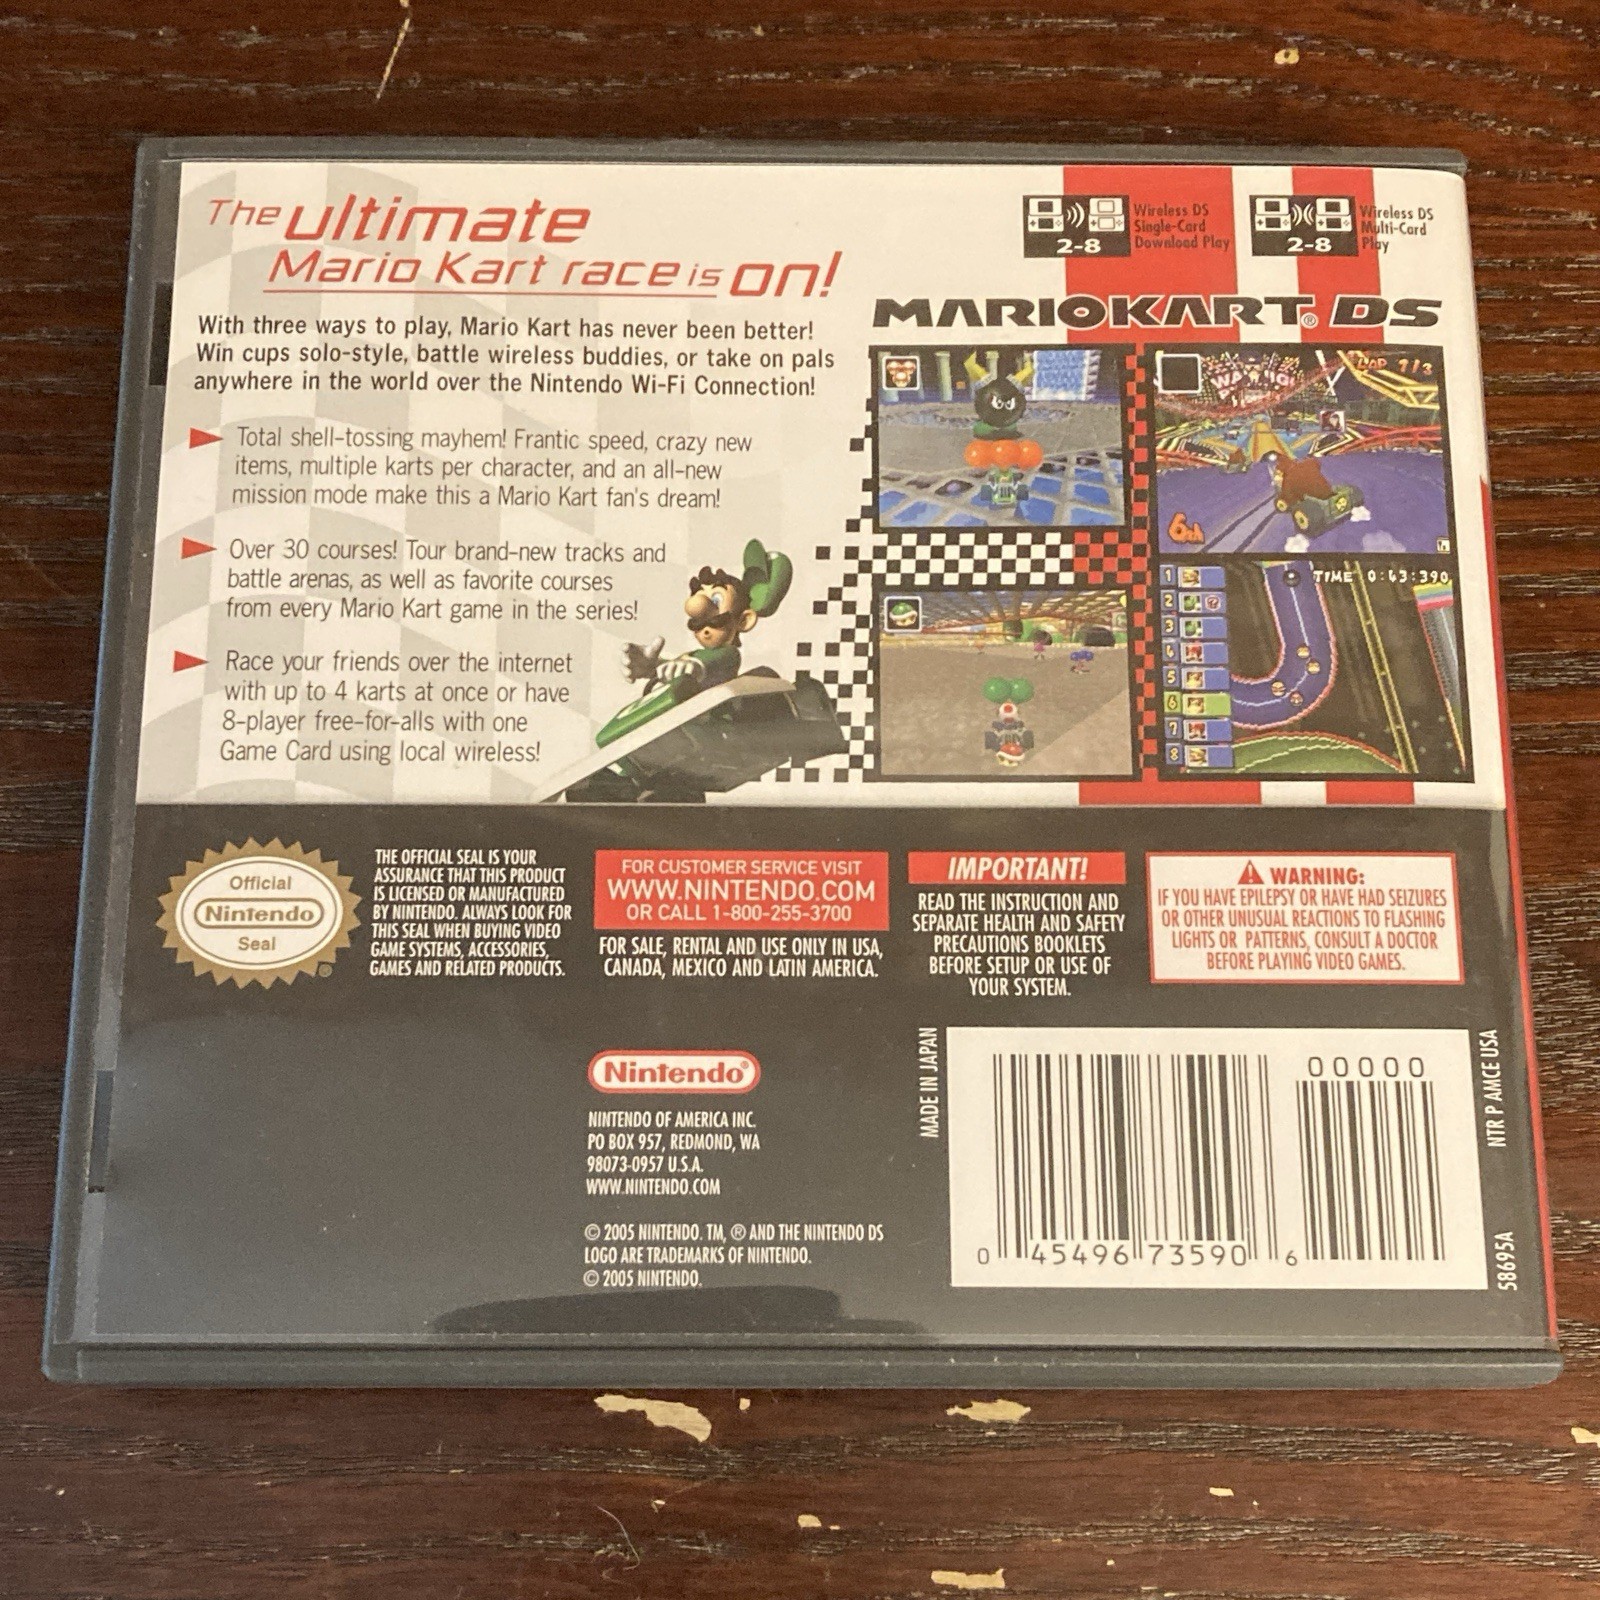 The ultimate
Mario Kart race is on!
With three ways to play, Mario Kart has never been better!
Win cups solo-style, battle wireless buddies, or take on pals
anywhere in the world over the Nintendo Wi-Fi Connection!
Total shell-tossing mayhem! Frantic speed, crazy new
items, multiple karts per character, and an all-new
mission mode make this a Mario Kart fan's dream!
Over 30 courses! Tour brand-new tracks and
battle arenas, as well as favorite courses
from every Mario Kart game in the series!
Race your friends over the internet
with up to 4 karts at once or have
8-player free-for-alls with one
Game Card using local wireless!
2-8
Wireless DS
Single-Card
Download Play
2-8
Wireless DS
Multi-Card
Play
MARIOKART® DS
LAP 1/3
6th
TIME 0:43:390
1
2
3
4
5
6
7
8
Official
Nintendo
Seal
®
THE OFFICIAL SEAL IS YOUR
ASSURANCE THAT THIS PRODUCT
IS LICENSED OR MANUFACTURED
BY NINTENDO. ALWAYS LOOK FOR
THIS SEAL WHEN BUYING VIDEO
GAME SYSTEMS, ACCESSORIES,
GAMES AND RELATED PRODUCTS.
FOR CUSTOMER SERVICE VISIT
WWW.NINTENDO.COM
OR CALL 1-800-255-3700
FOR SALE, RENTAL AND USE ONLY IN USA,
CANADA, MEXICO AND LATIN AMERICA.
IMPORTANT!
READ THE INSTRUCTION AND
SEPARATE HEALTH AND SAFETY
PRECAUTIONS BOOKLETS
BEFORE SETUP OR USE OF
YOUR SYSTEM.
WARNING:
IF YOU HAVE EPILEPSY OR HAVE HAD SEIZURES
OR OTHER UNUSUAL REACTIONS TO FLASHING
LIGHTS OR PATTERNS, CONSULT A DOCTOR
BEFORE PLAYING VIDEO GAMES.
Nintendo®
NINTENDO OF AMERICA INC.
PO BOX 957, REDMOND, WA
98073-0957 U.S.A.
WWW.NINTENDO.COM
© 2005 NINTENDO. TM, ® AND THE NINTENDO DS
LOGO ARE TRADEMARKS OF NINTENDO.
© 2005 NINTENDO.
MADE IN JAPAN
00000
0 45496 73590 6
NTR P AMCE USA
58695A